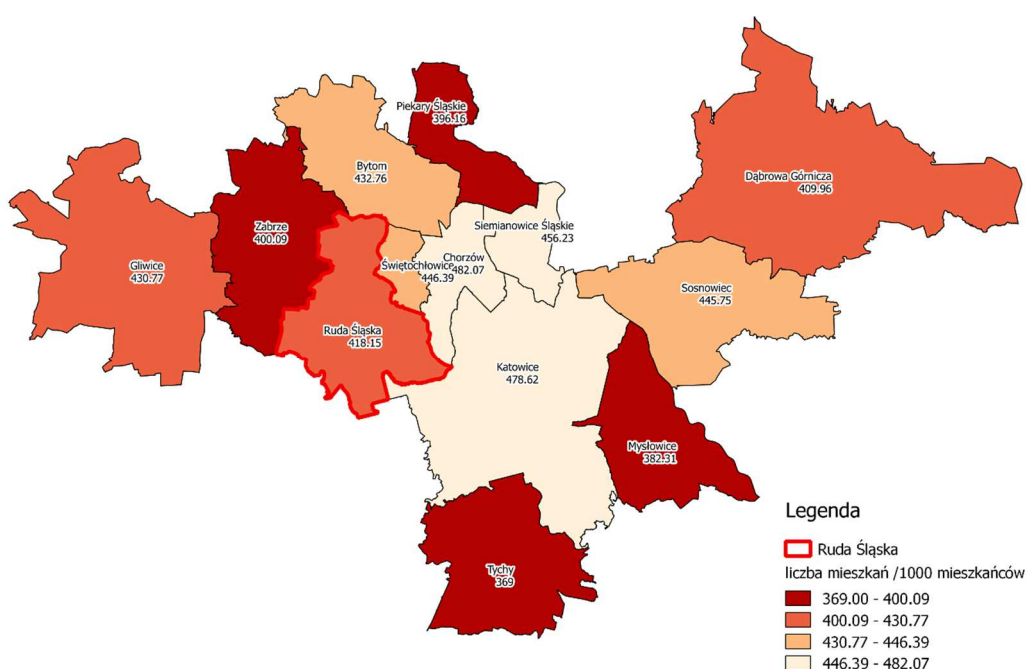 Piekary Śląskie
396.16
Bytom
432.76
Dąbrowa Górnicza
409.96
Zabrze
400.09
Siemianowice Śląskie
456.23
Gliwice
430.77
Świętochłowice
446.39
Chorzów
482.07
Sosnowiec
445.75
Ruda Śląska
418.15
Katowice
478.62
Mysłowice
382.31
Tychy
369
Legenda
Ruda Śląska
liczba mieszkań /1000 mieszkańców
369.00 - 400.09
400.09 - 430.77
430.77 - 446.39
446.39 - 482.07